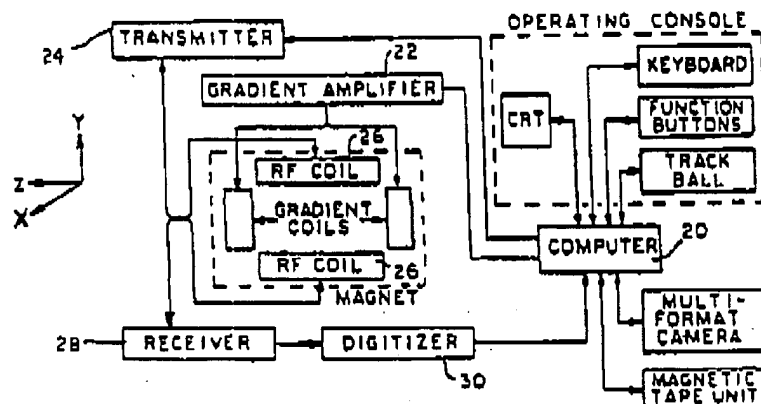 OPERATING CONSOLE
24
TRANSMITTER
22
KEYBOARD
GRADIENT AMPLIFIER
CRT
FUNCTION
BUTTONS
Y
26
RF COIL
TRACK
BALL
Z
X
GRADIENT
COILS
COMPUTER
20
RF COIL
26
MAGNET
MULTI-
FORMAT
CAMERA
28
RECEIVER
DIGITIZER
30
MAGNETIC
TAPE UNIT